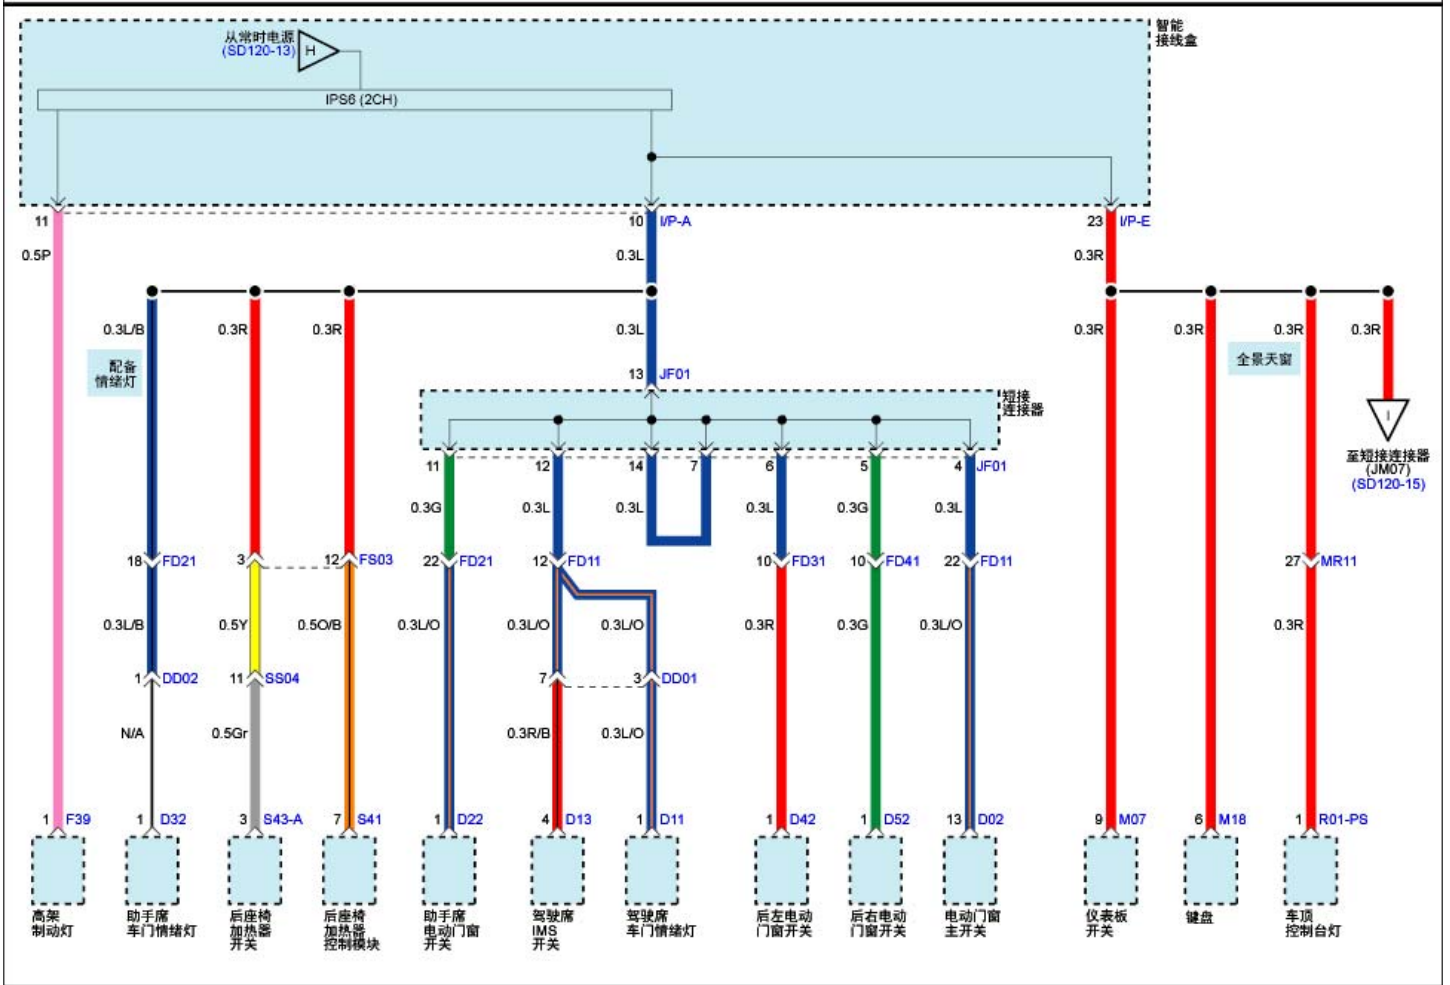 从常时电源
(SD120-13)
H
智能
接线盒
IPS6 (2CH)
11
10
I/P-A
23
I/P-E
0.5P
0.3L
0.3R
0.3L/B
0.3R
0.3R
0.3L
0.3R
0.3R
0.3R
0.3R
配备
情绪灯
全景天窗
13
JF01
短接
连接器
I
至短接连接器
(JM07)
(SD120-15)
11
12
14
7
6
5
4
JF01
0.3G
0.3L
0.3L
0.3L
0.3G
0.3L
18
FD21
3
12
FS03
22
FD21
12
FD11
10
FD31
10
FD41
22
FD11
27
MR11
0.3L/B
0.5Y
0.5O/B
0.3L/O
0.3L/O
0.3L/O
0.3R
0.3G
0.3L/O
0.3R
1
DD02
11
SS04
7
3
DD01
N/A
0.5Gr
0.3R/B
0.3L/O
1
F39
1
D32
3
S43-A
7
S41
1
D22
4
D13
1
D11
1
D42
1
D52
13
D02
9
M07
6
M18
1
R01-PS
高架
制动灯
助手席
车门情绪灯
后座椅
加热器
开关
后座椅
加热器
控制模块
助手席
电动门窗
开关
驾驶席
IMS
开关
驾驶席
车门情绪灯
后左电动
门窗开关
后右电动
门窗开关
电动门窗
主开关
仪表板
开关
键盘
车顶
控制台灯